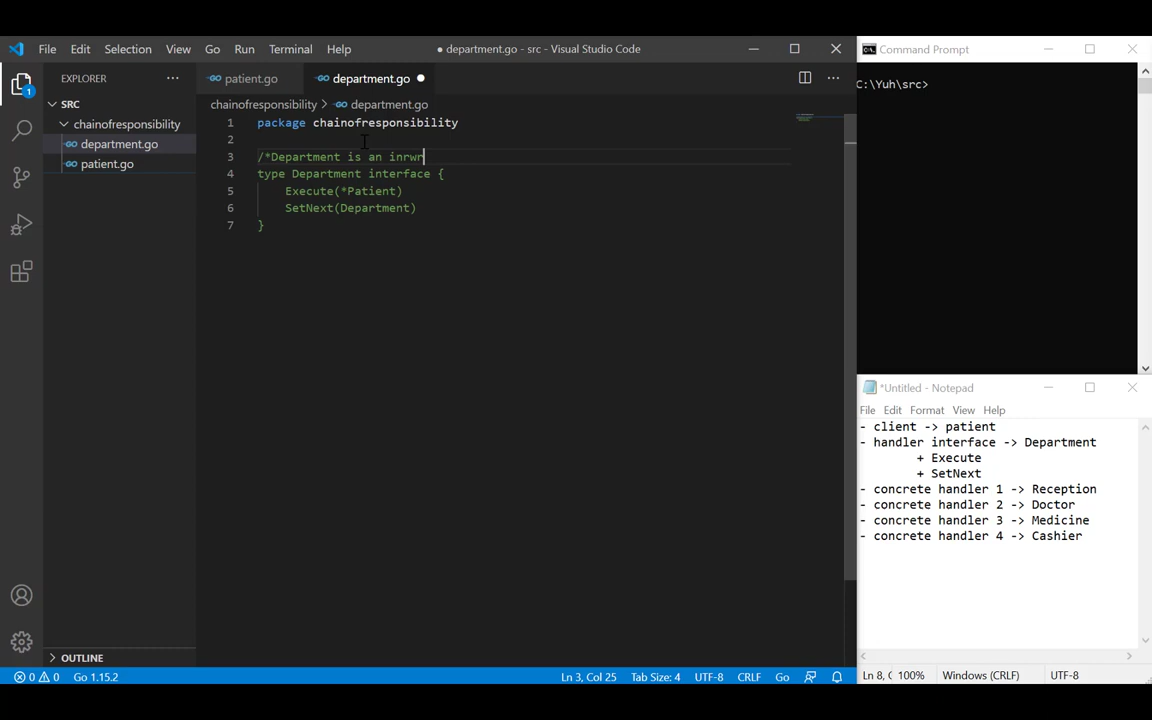 File Edit Selection View Go Run Terminal Help
● department.go - src - Visual Studio Code
EXPLORER
1
SRC
chainofresponsibility
department.go
patient.go
OUTLINE
patient.go
department.go
chainofresponsibility > department.go
1 package chainofresponsibility
2
3 /*Department is an inrwr
4 type Department interface {
5 Execute(*Patient)
6 SetNext(Department)
7 }
0 0 Go 1.15.2
Ln 3, Col 25 Tab Size: 4 UTF-8 CRLF Go
Command Prompt
C:\Yuh\src>
*Untitled - Notepad
File Edit Format View Help
- client -> patient
- handler interface -> Department
+ Execute
+ SetNext
- concrete handler 1 -> Reception
- concrete handler 2 -> Doctor
- concrete handler 3 -> Medicine
- concrete handler 4 -> Cashier
Ln 8, C 100% Windows (CRLF) UTF-8